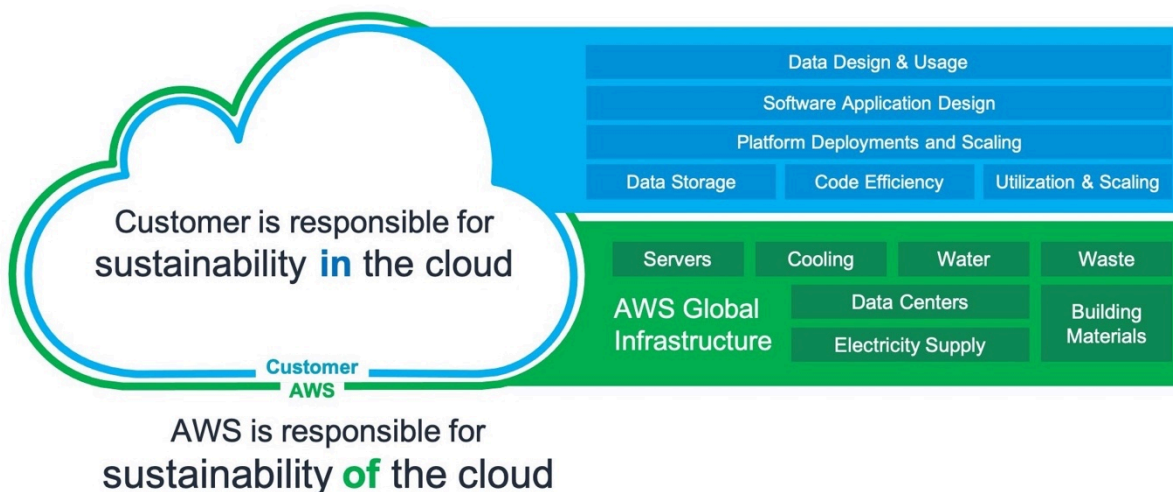 Data Design & Usage
Software Application Design
Platform Deployments and Scaling
Data Storage
Code Efficiency
Utilization & Scaling
Customer is responsible for
sustainability in the cloud
Servers
Cooling
Water
Waste
AWS Global
Infrastructure
Data Centers
Electricity Supply
Building
Materials
Customer
AWS
AWS is responsible for
sustainability of the cloud